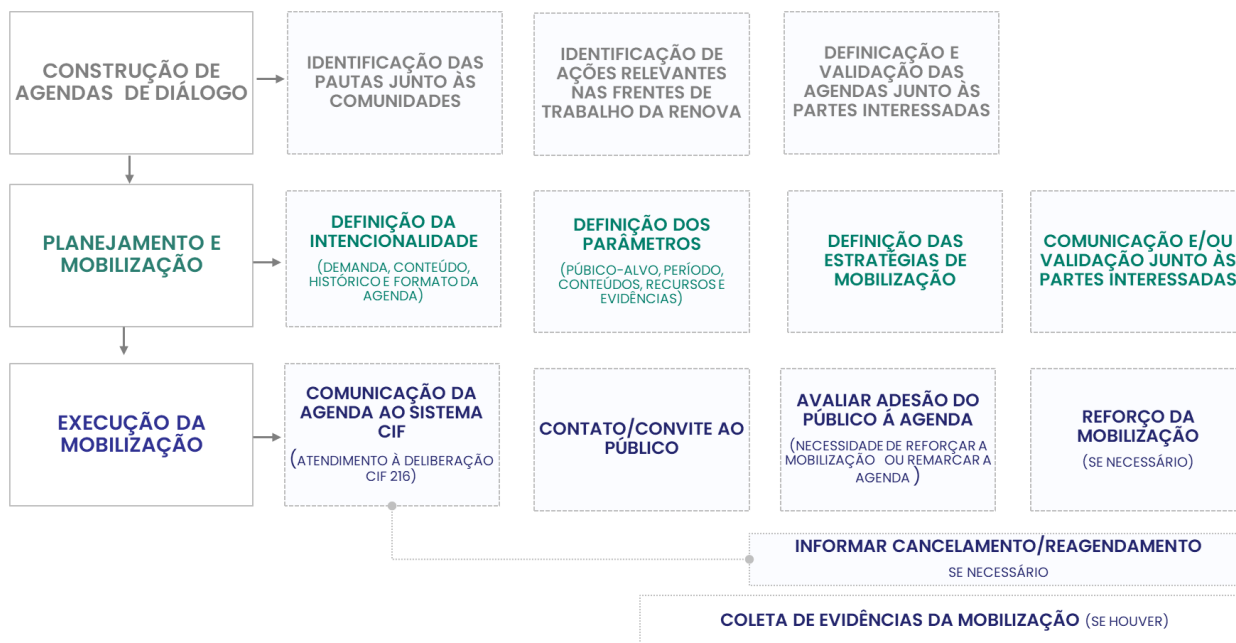 CONSTRUÇÃO DE
AGENDAS DE DIÁLOGO
IDENTIFICAÇÃO DAS
PAUTAS JUNTO ÀS
COMUNIDADES
IDENTIFICAÇÃO DE
AÇÕES RELEVANTES
NAS FRENTES DE
TRABALHO DA RENOVA
DEFINICAÇÃO E
VALIDAÇÃO DAS
AGENDAS JUNTO ÀS
PARTES INTERESSADAS
PLANEJAMENTO E
MOBILIZAÇÃO
DEFINIÇÃO DA
INTENCIONALIDADE
(DEMANDA, CONTEÚDO,
HISTÓRICO E FORMATO DA
AGENDA)
DEFINIÇÃO DOS
PARÂMETROS
(PÚBICO-ALVO, PERÍODO,
CONTEÚDOS, RECURSOS E
EVIDÊNCIAS)
DEFINIÇÃO DAS
ESTRATÉGIAS DE
MOBILIZAÇÃO
COMUNICAÇÃO E/OU
VALIDAÇÃO JUNTO ÀS
PARTES INTERESSADAS
EXECUÇÃO DA
MOBILIZAÇÃO
COMUNICAÇÃO DA
AGENDA AO SISTEMA
CIF
(ATENDIMENTO À DELIBERAÇÃO
CIF 216)
CONTATO/CONVITE AO
PÚBLICO
AVALIAR ADESÃO DO
PÚBLICO Á AGENDA
(NECESSIDADE DE REFORÇAR A
MOBILIZAÇÃO OU REMARCAR A
AGENDA )
REFORÇO DA
MOBILIZAÇÃO
(SE NECESSÁRIO)
INFORMAR CANCELAMENTO/REAGENDAMENTO
SE NECESSÁRIO
COLETA DE EVIDÊNCIAS DA MOBILIZAÇÃO (SE HOUVER)